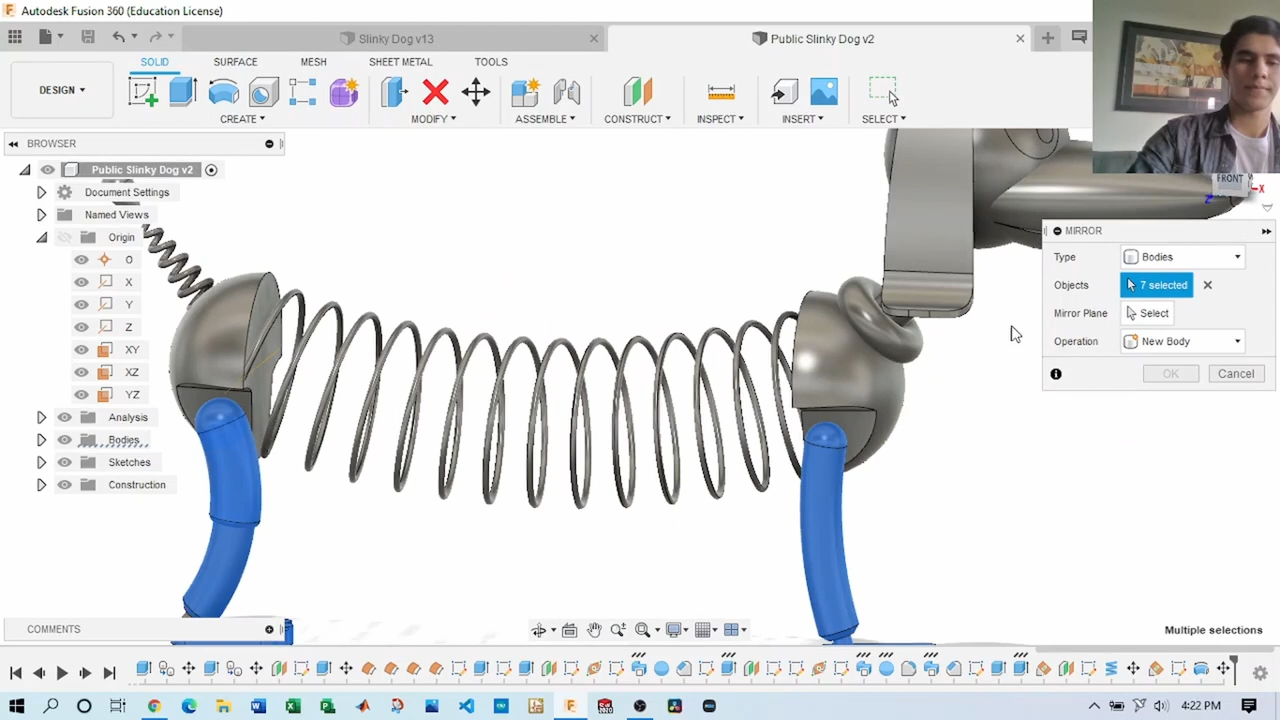 Autodesk Fusion 360 (Education License)
Slinky Dog v13
Public Slinky Dog v2
SOLID SURFACE MESH SHEET METAL TOOLS
DESIGN
CREATE MODIFY ASSEMBLE CONSTRUCT INSPECT INSERT SELECT
BROWSER
Public Slinky Dog v2
Document Settings
Named Views
Origin
O
X
Y
Z
XY
XZ
YZ
Analysis
Bodies
Sketches
Construction
FRONT
X
MIRROR
Type Bodies
Objects 7 selected
Mirror Plane Select
Operation New Body
OK Cancel
COMMENTS
Multiple selections
4:22 PM